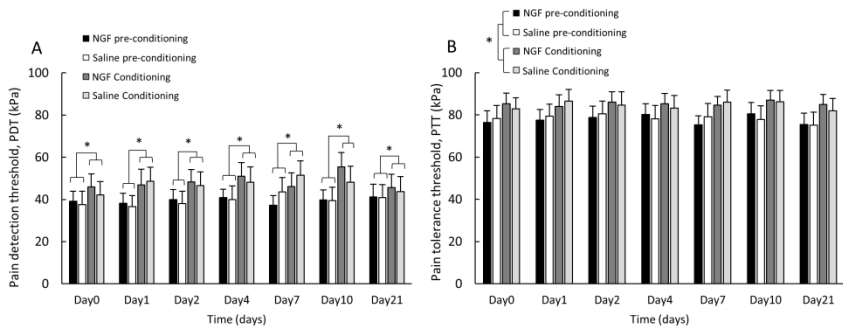 A
NGF pre-conditioning
Saline pre-conditioning
NGF Conditioning
Saline Conditioning
Pain detection threshold, PDT (kPa)
100
80
60
40
20
0
* * * * * * *
Day0 Day1 Day2 Day4 Day7 Day10 Day21
Time (days)
B
*
NGF pre-conditioning
Saline pre-conditioning
NGF Conditioning
Saline Conditioning
Pain tolerance threshold, PTT (kPa)
100
80
60
40
20
0
Day0 Day1 Day2 Day4 Day7 Day10 Day21
Time (days)